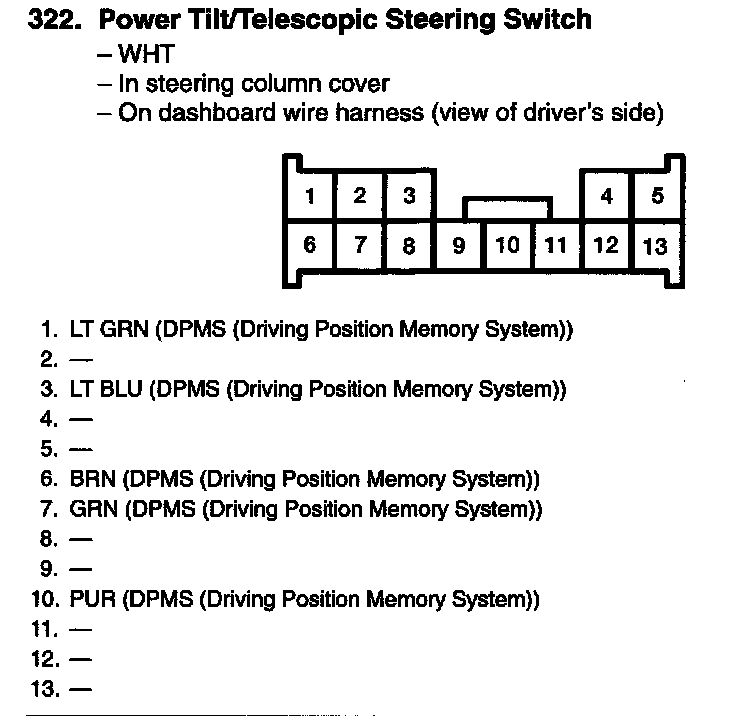 322. Power Tilt/Telescopic Steering Switch
– WHT
– In steering column cover
– On dashboard wire harness (view of driver's side)
1 2 3 4 5
6 7 8 9 10 11 12 13
1. LT GRN (DPMS (Driving Position Memory System))
2. —
3. LT BLU (DPMS (Driving Position Memory System))
4. —
5. —
6. BRN (DPMS (Driving Position Memory System))
7. GRN (DPMS (Driving Position Memory System))
8. —
9. —
10. PUR (DPMS (Driving Position Memory System))
11. —
12. —
13. —